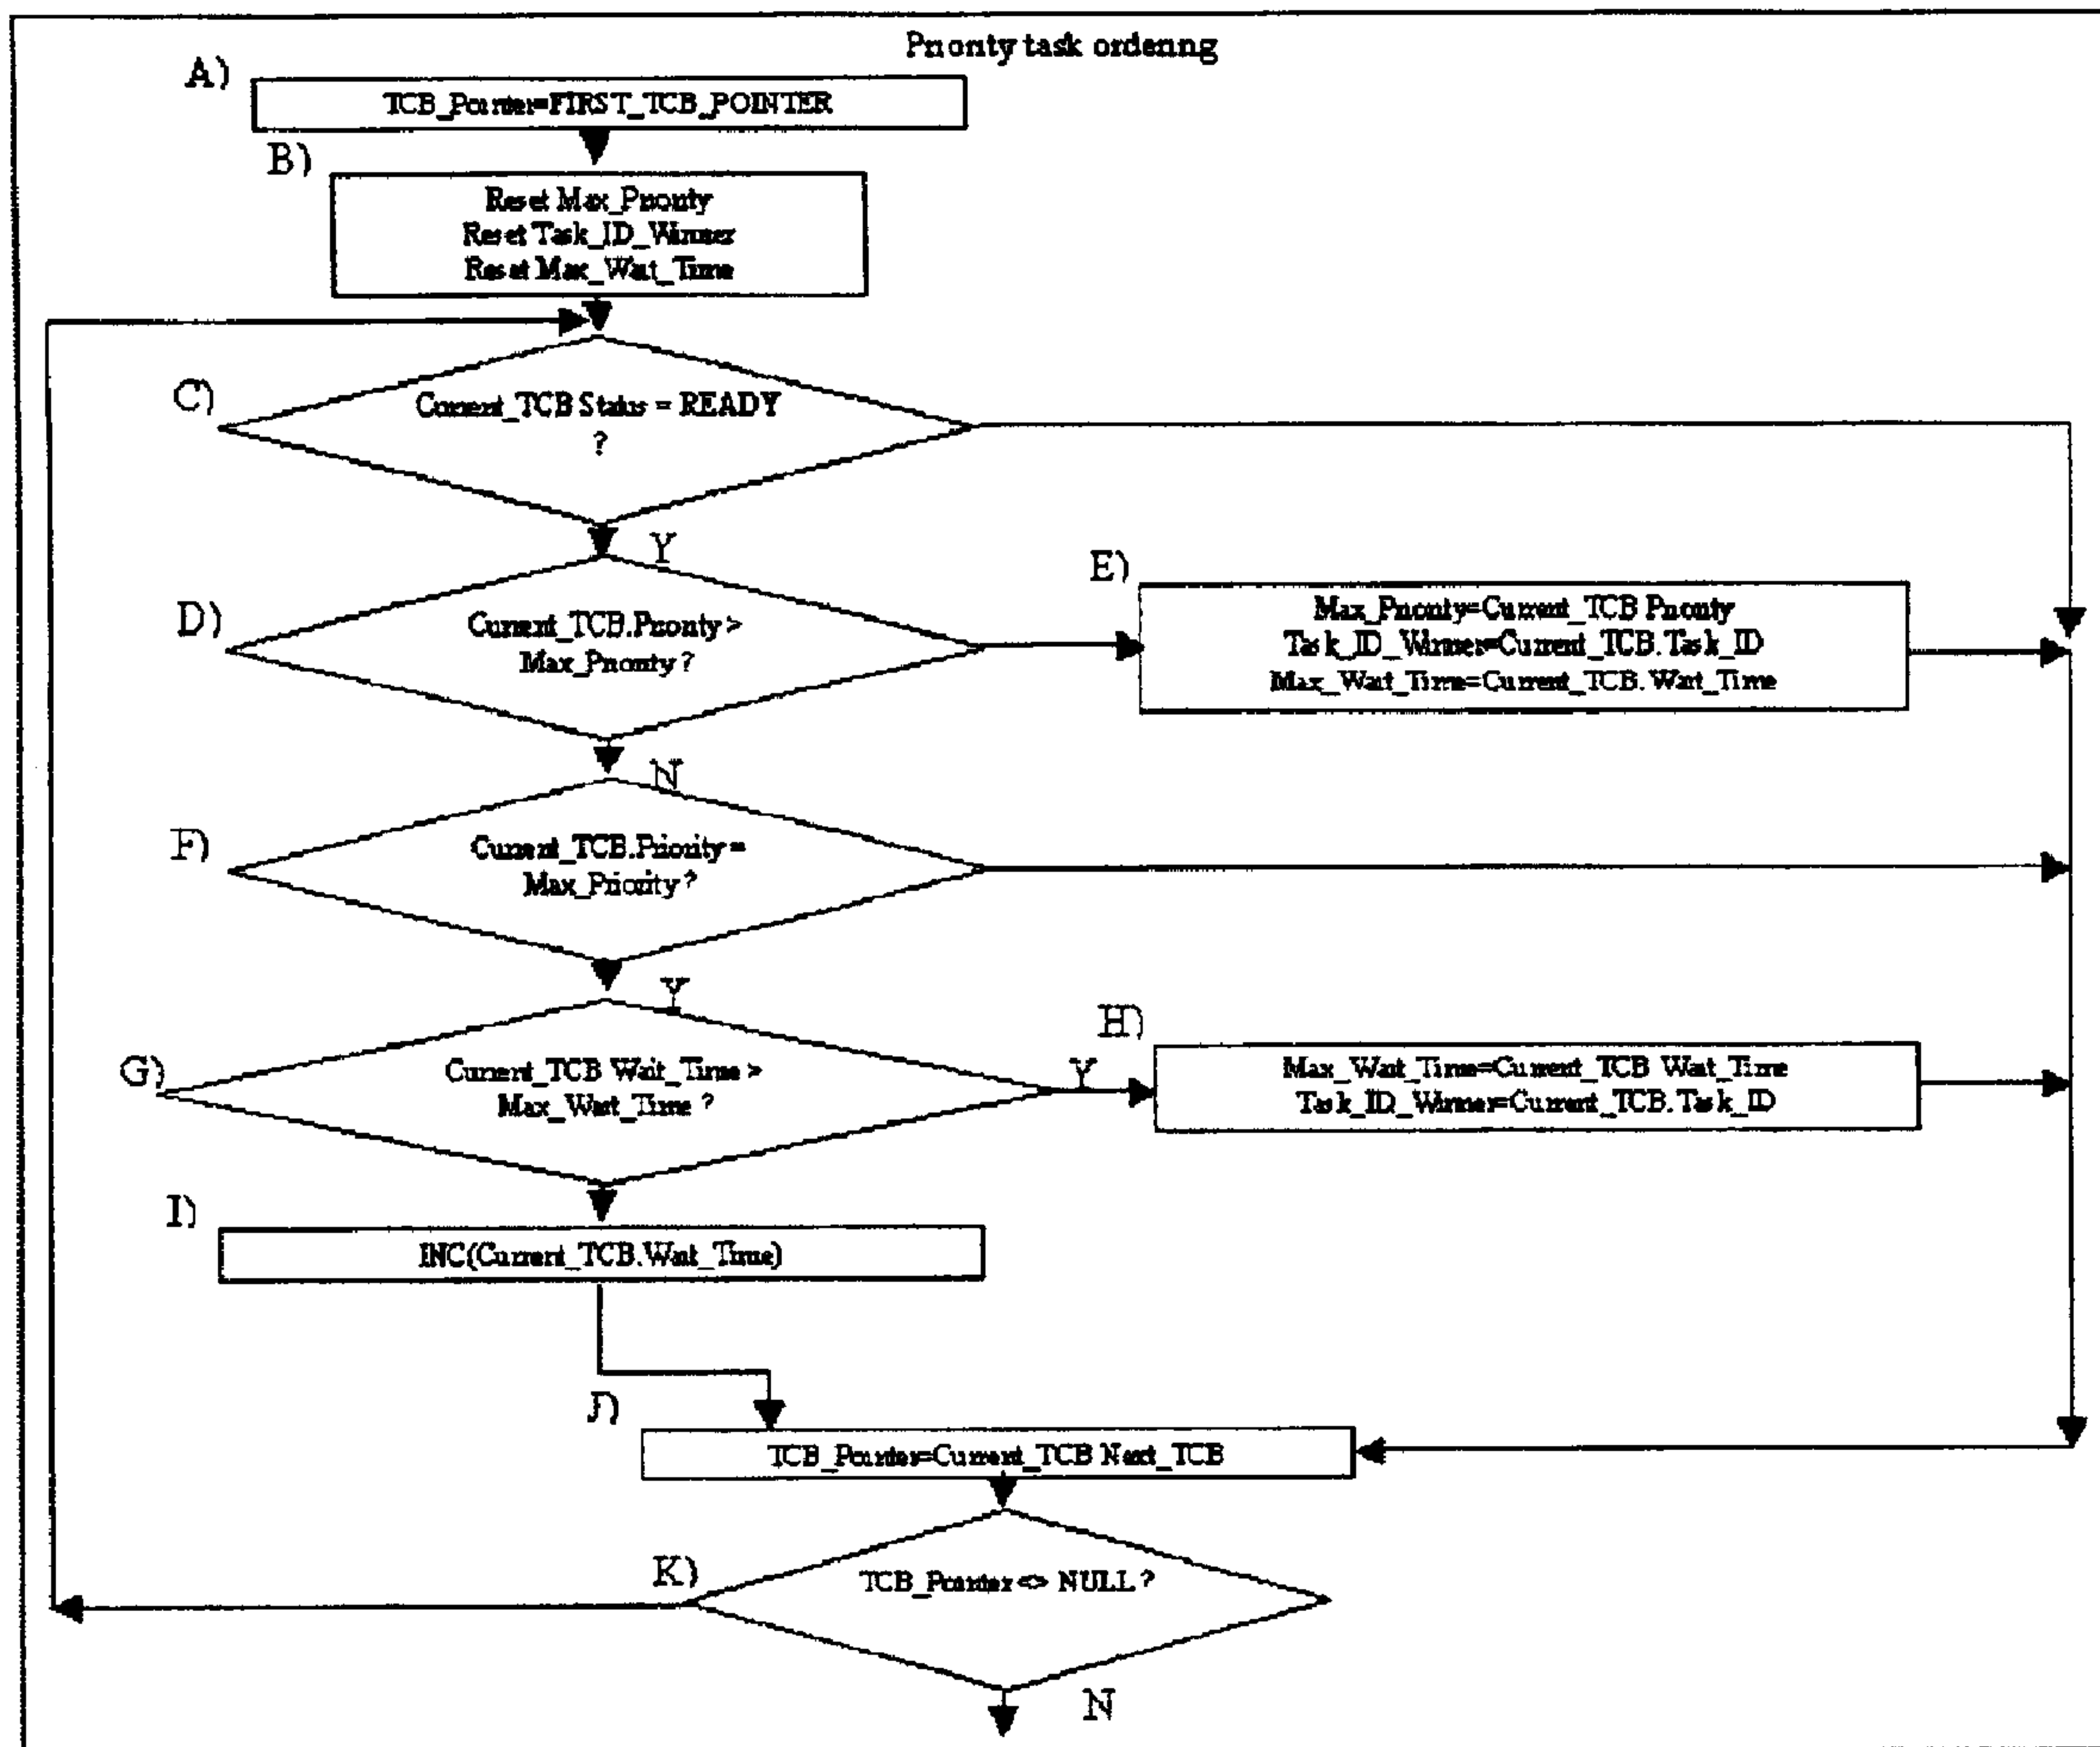 Priority task ordering
A)
TCB_Pointer=FIRST_TCB_POINTER
B)
Reset Max_Priority
Reset Task_ID_Winner
Reset Max_Wait_Time
C)
Current_TCB Status = READY
?
Y
D)
Current_TCB.Priority >
Max_Priority ?
E)
Max_Priority=Current_TCB Priority
Task_ID_Winner=Current_TCB.Task_ID
Max_Wait_Time=Current_TCB.Wait_Time
N
F)
Current_TCB.Priority =
Max_Priority ?
Y
G)
Current_TCB Wait_Time >
Max_Wait_Time ?
Y
H)
Max_Wait_Time=Current_TCB Wait_Time
Task_ID_Winner=Current_TCB.Task_ID
I)
INC(Current_TCB.Wait_Time)
J)
TCB_Pointer=Current_TCB Next_TCB
K)
TCB_Pointer <> NULL ?
N